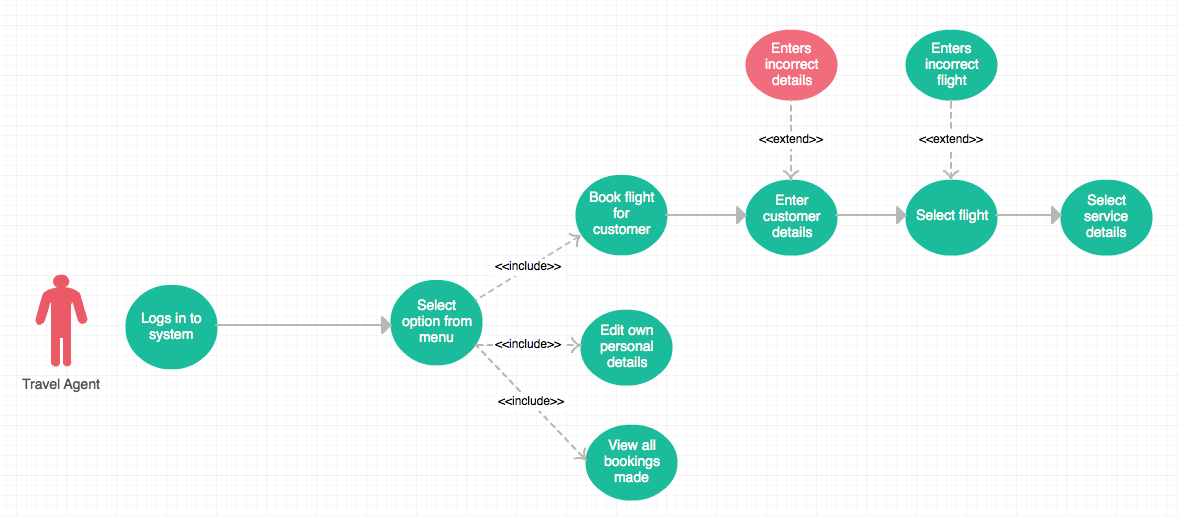 Enters
incorrect
details
Enters
incorrect
flight
<<extend>>
<<extend>>
Book flight
for
customer
Enter
customer
details
Select flight
Select
service
details
<<include>>
Logs in to
system
Select
option from
menu
<<include>>
Edit own
personal
details
Travel Agent
<<include>>
View all
bookings
made